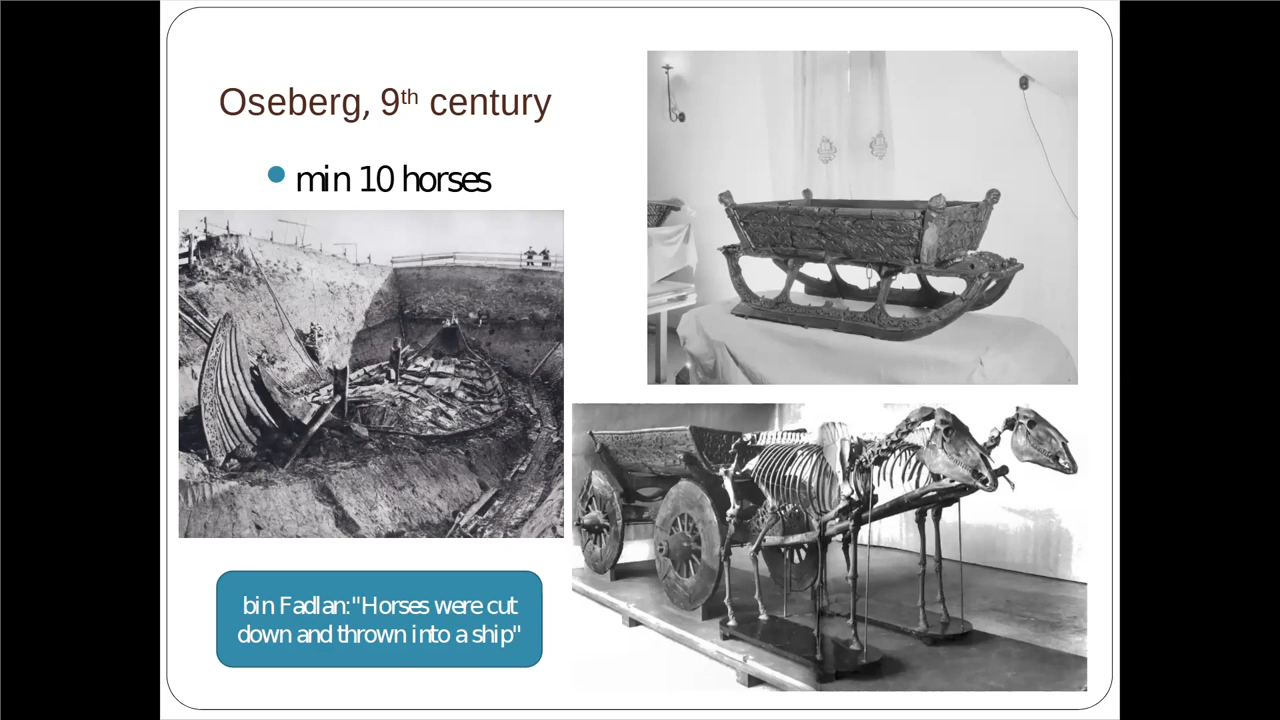 Oseberg, 9th century
min 10 horses
bin Fadlan:"Horses were cut
down and thrown into a ship"